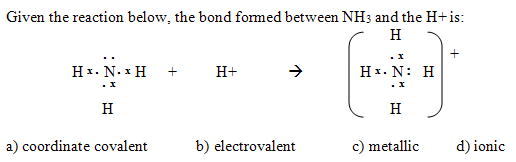 Given the reaction below, the bond formed between NH3 and the H+ is:
H
. x
+
. .
H x. N. x H + H+ → H x. N: H
. x
. x
H
H
a) coordinate covalent b) electrovalent c) metallic d) ionic